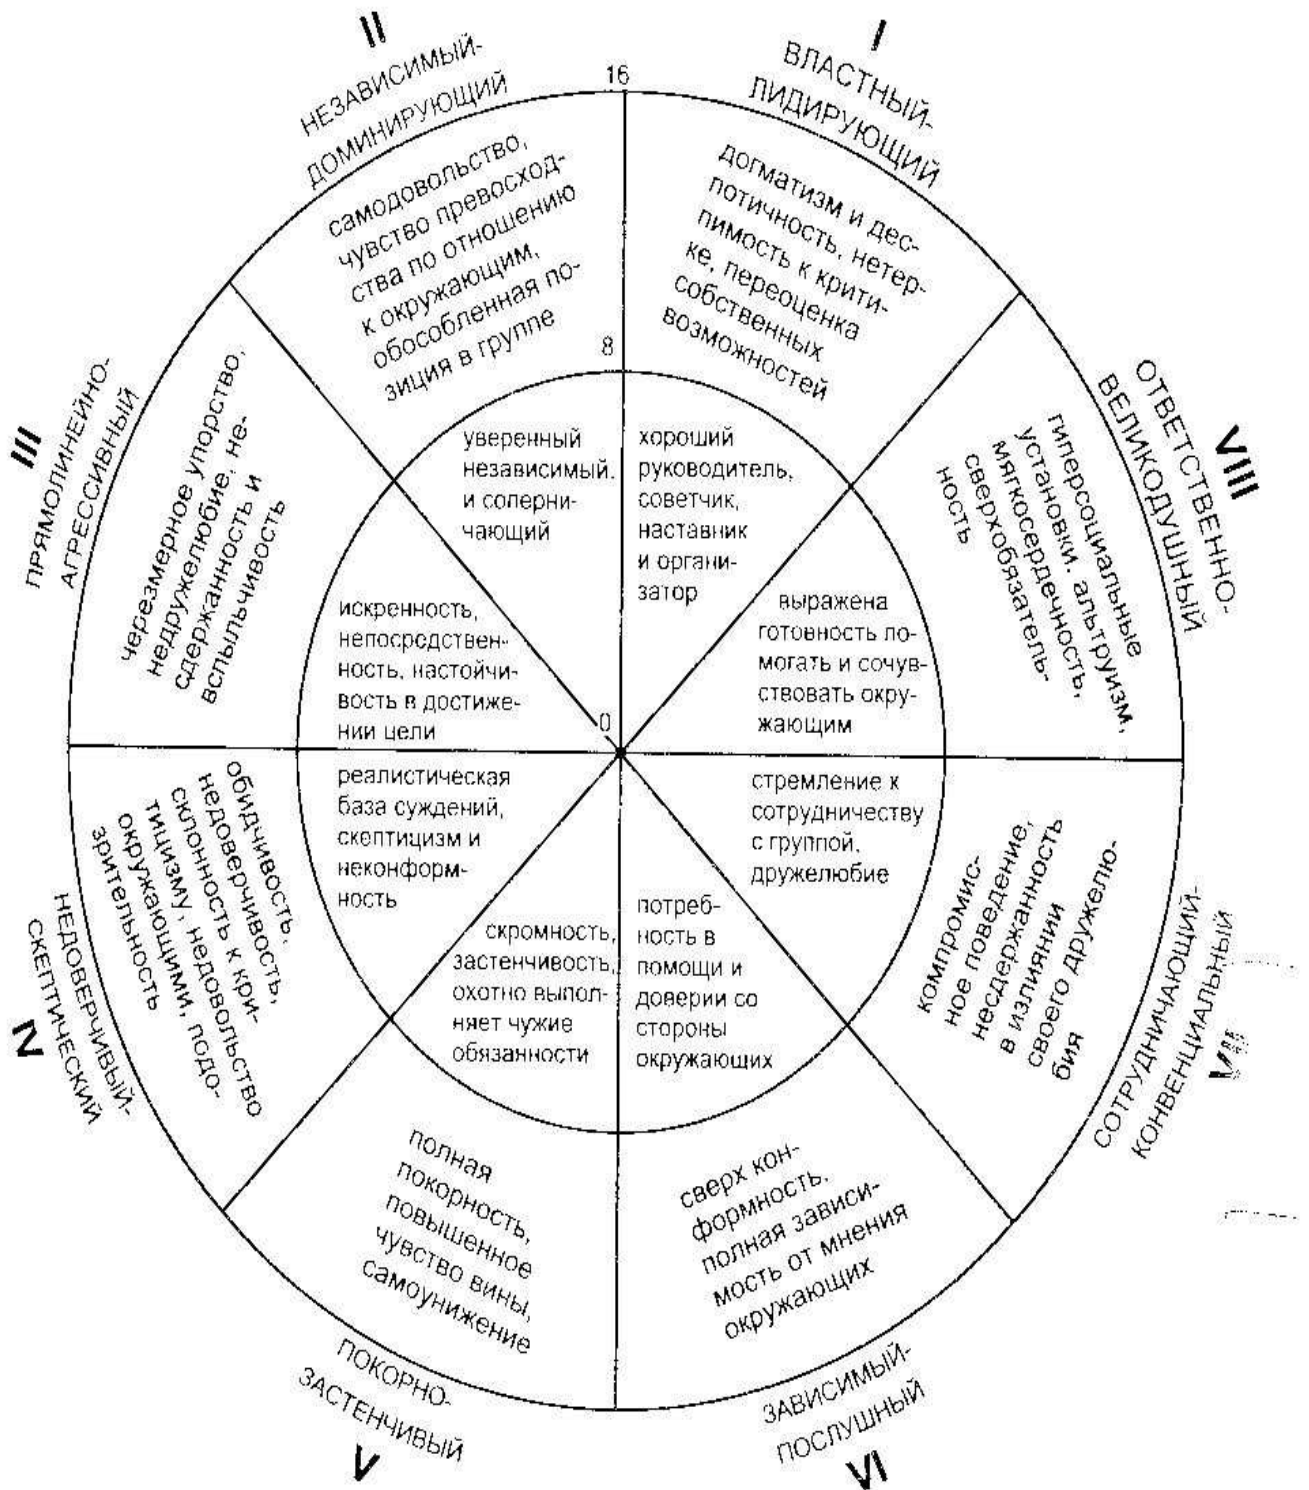 I
ВЛАСТНЫЙ-
ЛИДИРУЮЩИЙ
догматизм и дес-
потичность, нетер-
пимость к крити-
ке, переоценка
собственных
возможностей
хороший
руководитель,
советчик,
наставник
и органи-
затор
II
НЕЗАВИСИМЫЙ-
ДОМИНИРУЮЩИЙ
самодовольство,
чувство превосход-
ства по отношению
к окружающим,
обособленная по-
зиция в группе
уверенный
независимый.
и солерни-
чающий
16
8
0
III
ПРЯМОЛИНЕЙНО-
АГРЕССИВНЫЙ
черезмерное упорство,
недружелюбие, не-
сдержанность и
вспыльчивость
искренность,
непосродствен-
ность, настойчи-
вость в достиже-
нии цели
IV
НЕДОВЕРЧИВЫЙ-
СКЕПТИЧЕСКИЙ
обидчивость,
недоверчивость,
склонность к кри-
тицизму, недовольство
окружающими, подо-
зрительность
реалистическая
база суждений,
скептицизм и
неконформ-
ность
V
ПОКОРНО-
ЗАСТЕНЧИВЫЙ
полная
покорность,
повышенное
чувство вины,
самоунижение
скромность,
застенчивость,
охотно выпол-
няет чужие
обязанности
VI
ЗАВИСИМЫЙ-
ПОСЛУШНЫЙ
сверх кон-
формность.
полная зависи-
мость от мнения
окружающих
потреб-
ность в
помощи и
доверии со
стороны
окружающих
СОТРУДНИЧАЮЩИЙ-
КОНВЕНЦИАЛЬНЫЙ
компромис-
ное поведение,
несдержанность
в излиянии
своего дружелю-
бия
стремление к
сотрудничеству
с группой.
дружелюбие
VIII
ОТВЕТСТВЕННО-
ВЕЛИКОДУШНЫЙ
гиперсоциальные
установки. альтруизм,
мягкосердечность,
сверхобязатель-
ность
выражена
готовность ло-
могать и сочув-
ствовать окру-
жающим